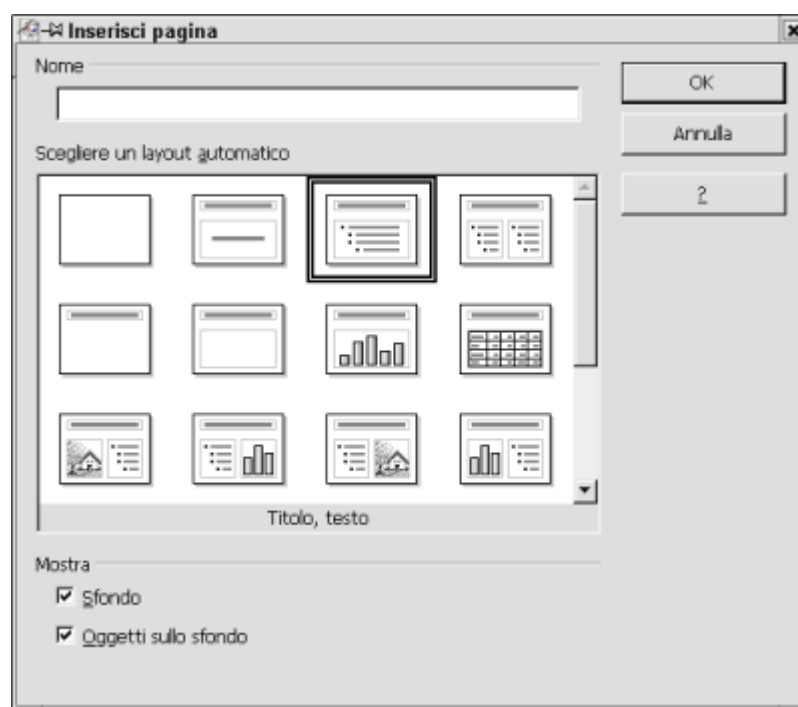 Inserisci pagina
Nome
OK
Annulla
Scegliere un layout automatico
?
Titolo, testo
Mostra
Sfondo
Oggetti sullo sfondo